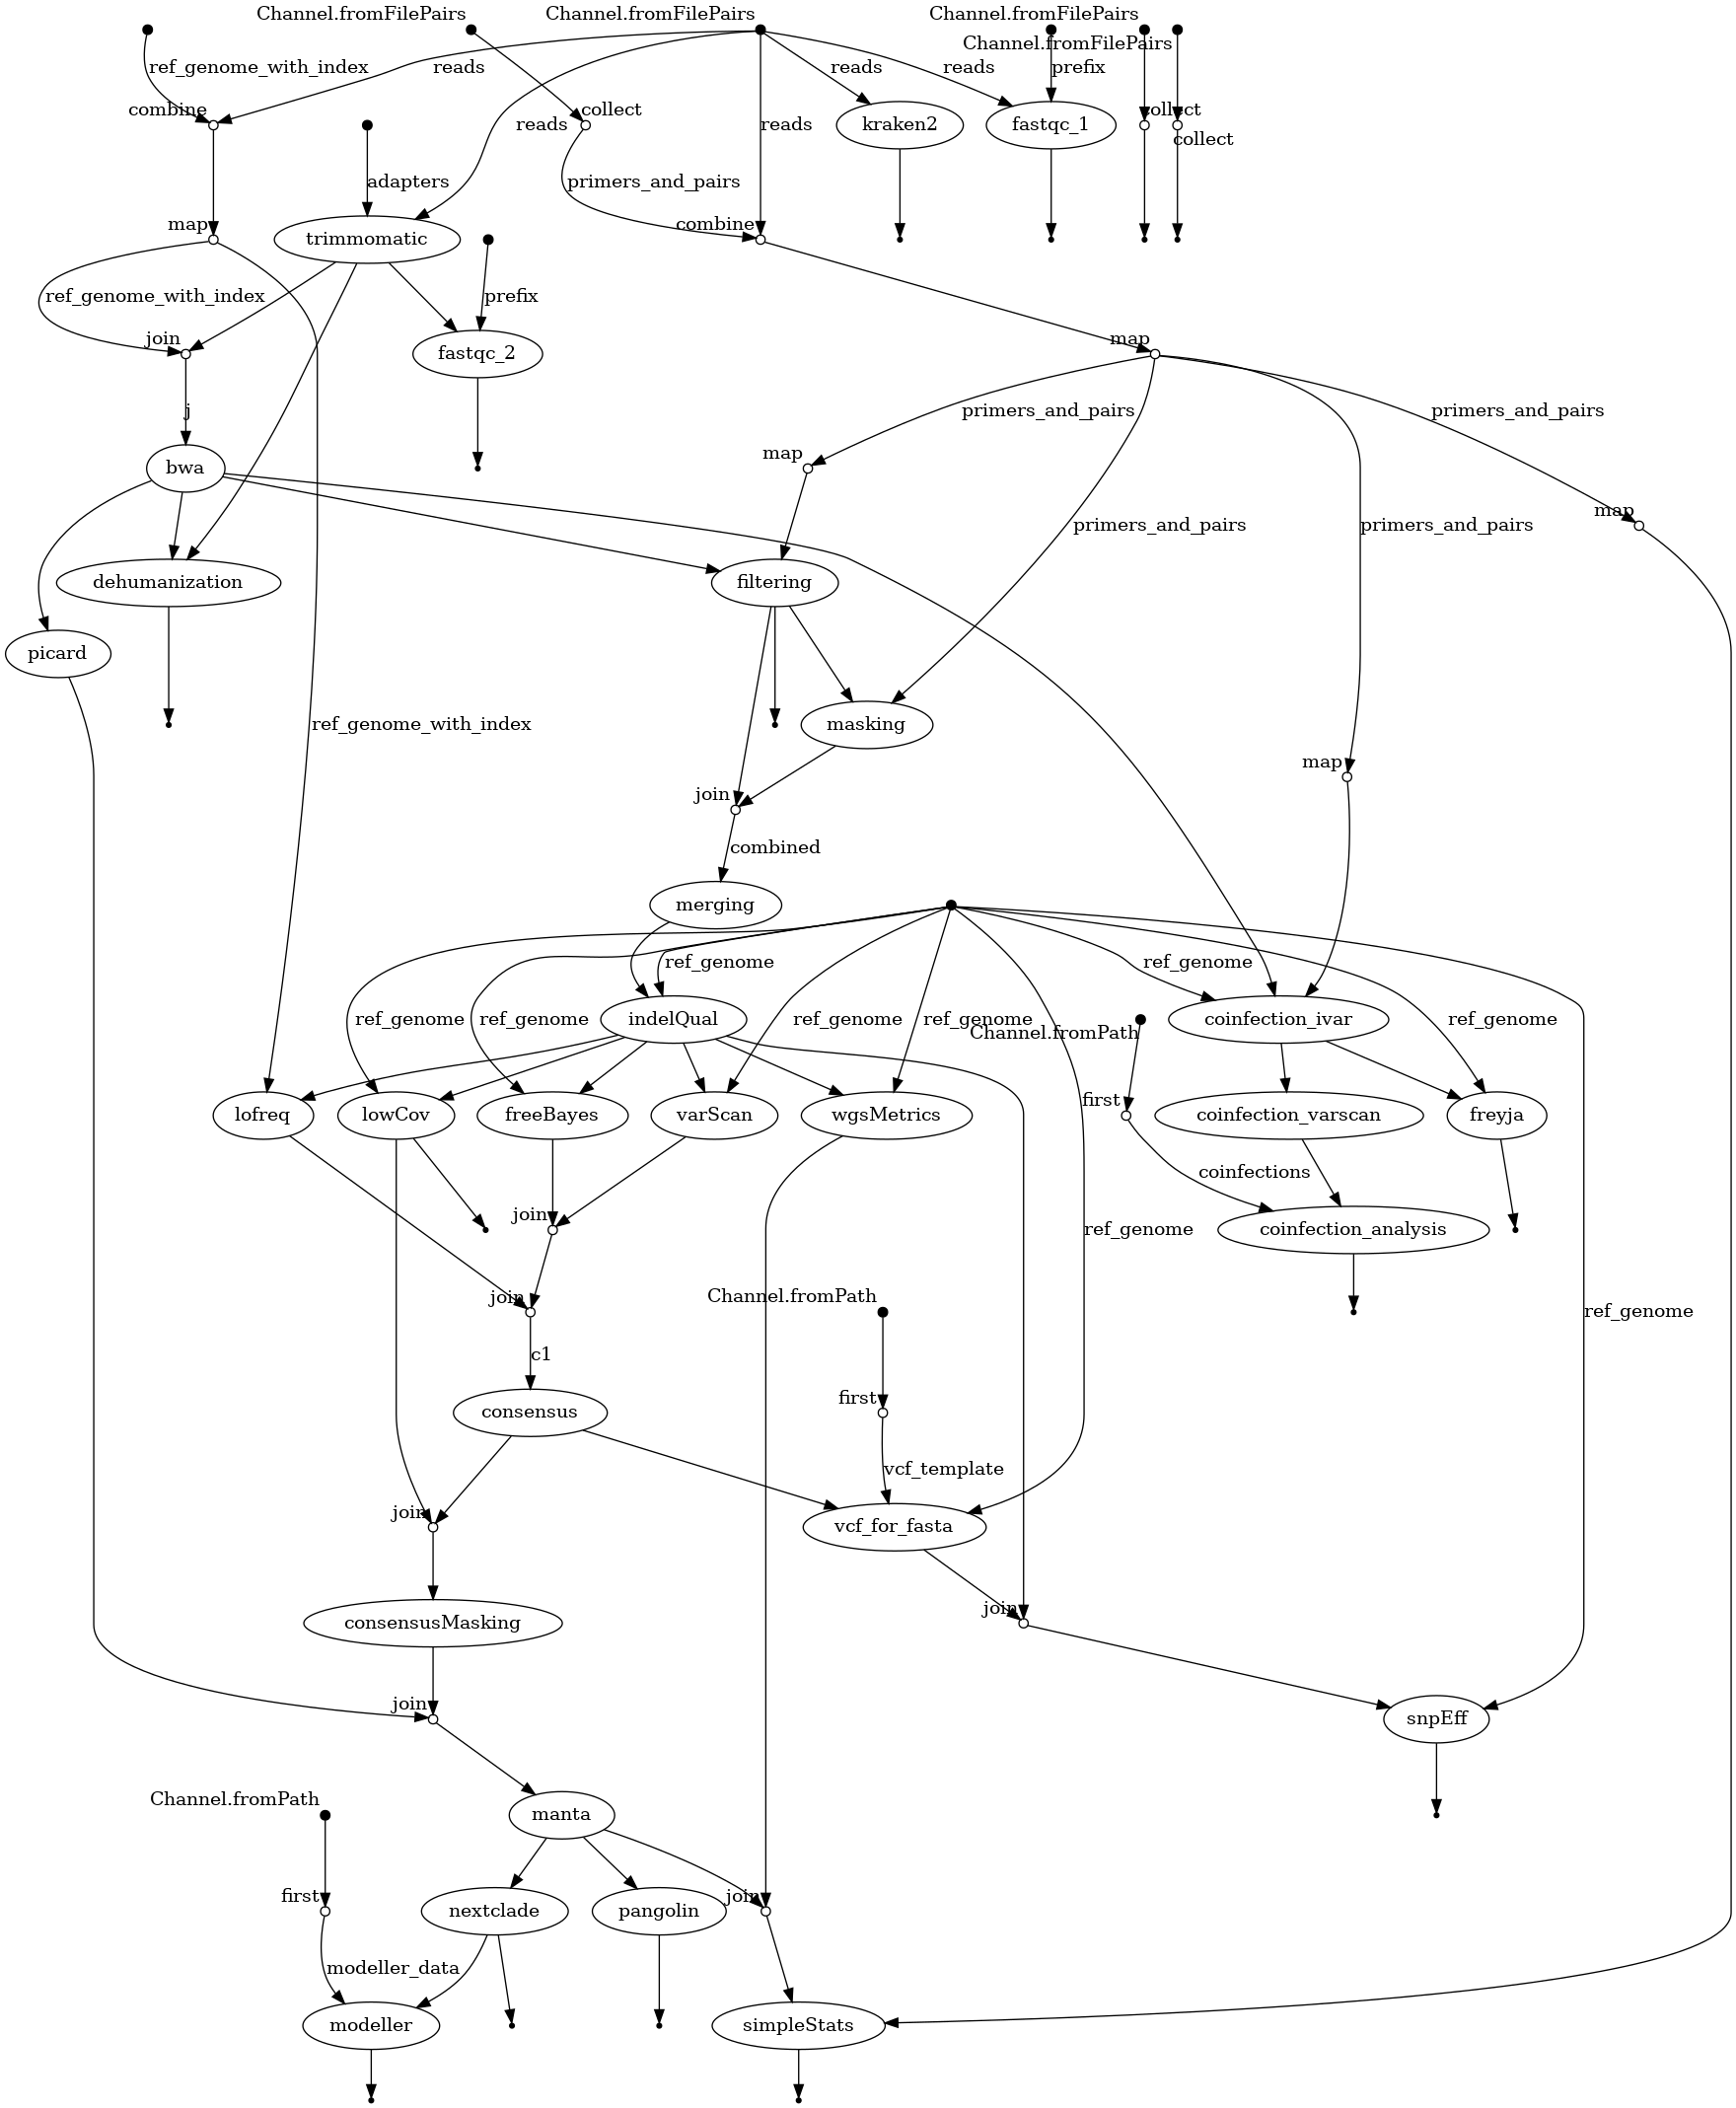 Channel.fromFilePairs
Channel.fromFilePairs
Channel.fromFilePairs
Channel.fromFilePairs
ref_genome_with_index
reads
reads
reads
prefix
combine
collect
collect
kraken2
fastqc_1
reads
reads
collect
adapters
primers_and_pairs
map
trimmomatic
combine
ref_genome_with_index
prefix
join
map
fastqc_2
j
primers_and_pairs
primers_and_pairs
map
bwa
map
primers_and_pairs
primers_and_pairs
dehumanization
filtering
picard
ref_genome_with_index
masking
map
join
combined
merging
ref_genome
ref_genome
indelQual
coinfection_ivar
ref_genome
ref_genome
ref_genome
ref_genome
ref_genome
Channel.fromPath
first
lofreq
lowCov
freeBayes
varScan
wgsMetrics
coinfection_varscan
freyja
coinfections
join
ref_genome
coinfection_analysis
join
Channel.fromPath
ref_genome
c1
first
consensus
vcf_template
join
vcf_for_fasta
join
consensusMasking
join
snpEff
Channel.fromPath
manta
first
join
nextclade
pangolin
modeller_data
modeller
simpleStats